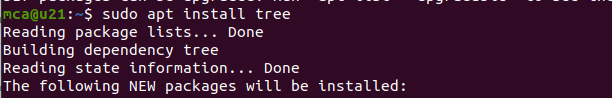 mca@u21:~$ sudo apt install tree
Reading package lists... Done
Building dependency tree
Reading state information... Done
The following NEW packages will be installed: